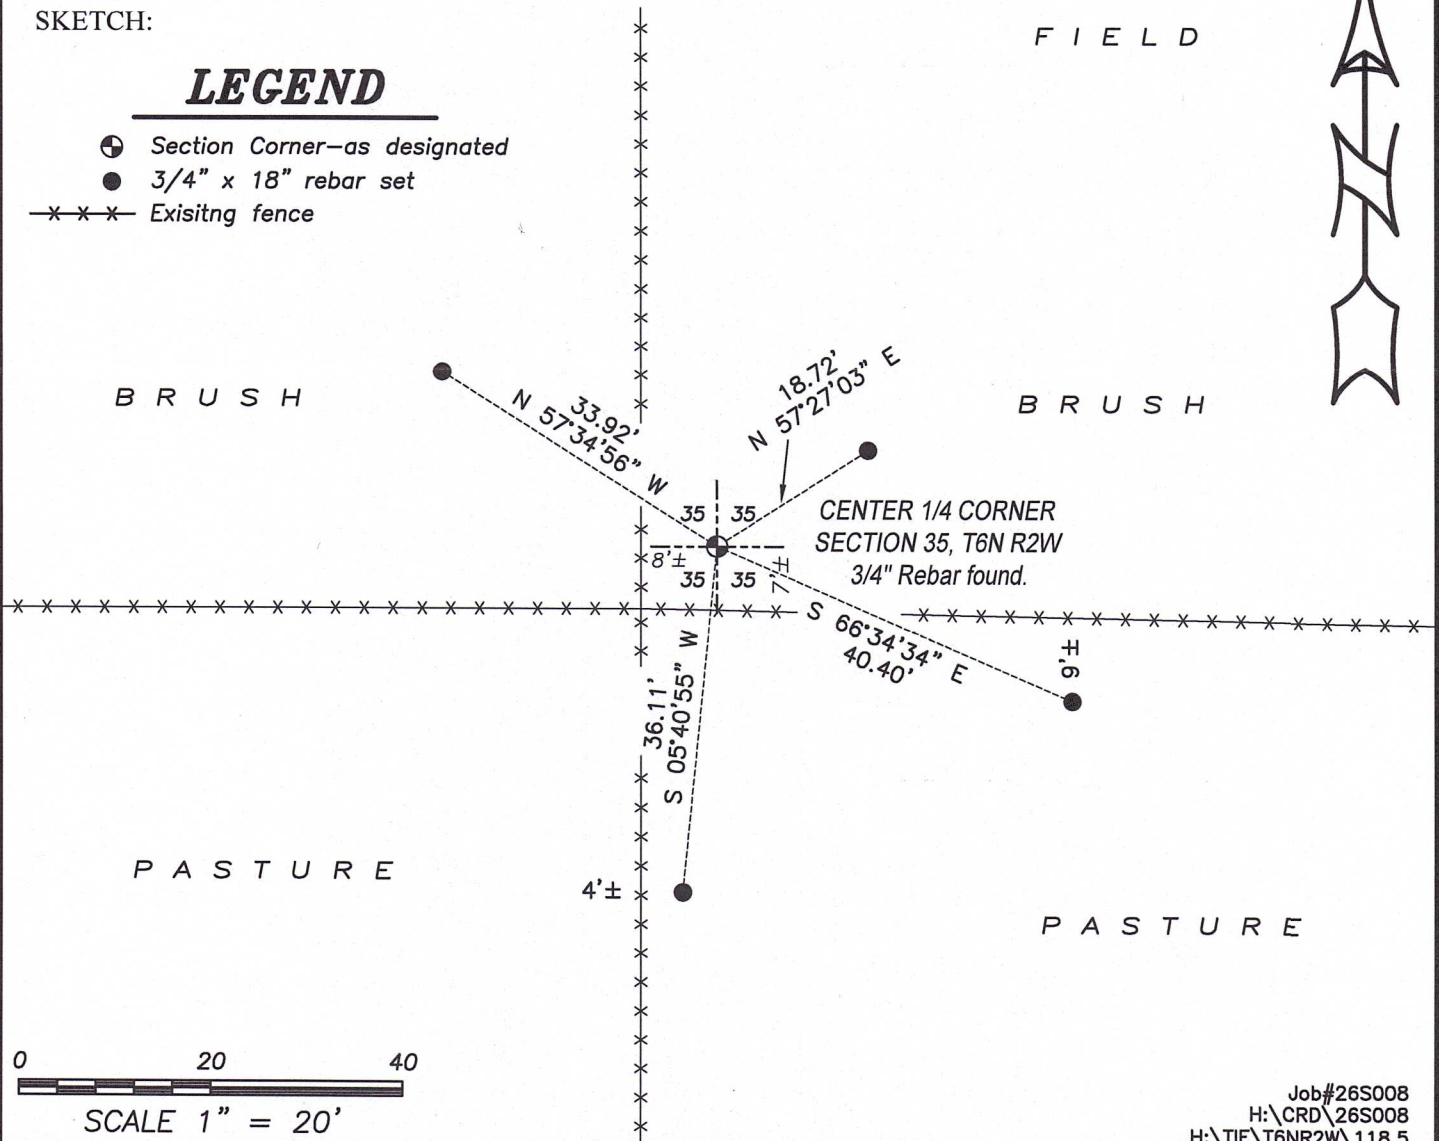 SKETCH:
LEGEND
Section Corner-as designated
3/4" x 18" rebar set
Exisitng fence
FIELD
N
BRUSH
BRUSH
33.92'
N 57°34'56" W
18.72'
N 57°27'03" E
35 35
35 35
8'±
7'±
CENTER 1/4 CORNER
SECTION 35, T6N R2W
3/4" Rebar found.
S 66°34'34" E
40.40'
9'±
36.11'
S 05°40'55" W
4'±
PASTURE
PASTURE
0 20 40
SCALE 1" = 20'
Job#26S008
H:\CRD\26S008